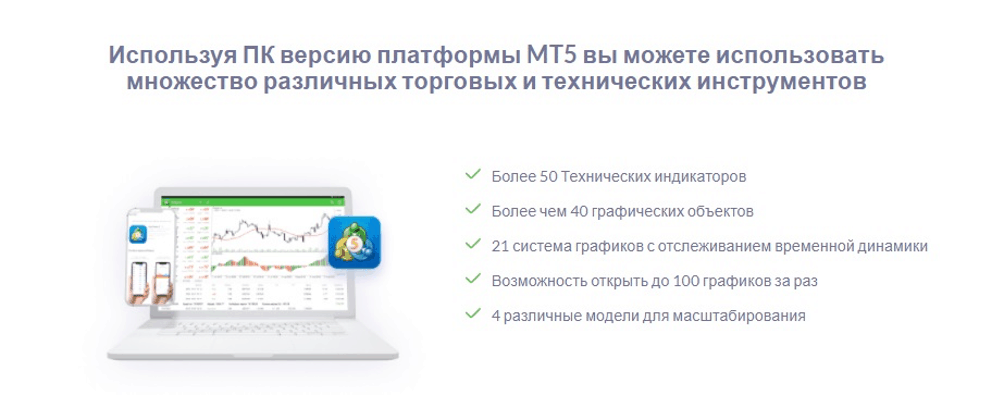 Используя ПК версию платформы МТ5 вы можете использовать
множество различных торговых и технических инструментов
Более 50 Технических индикаторов
Более чем 40 графических объектов
21 система графиков с отслеживанием временной динамики
Возможность открыть до 100 графиков за раз
4 различные модели для масштабирования
5